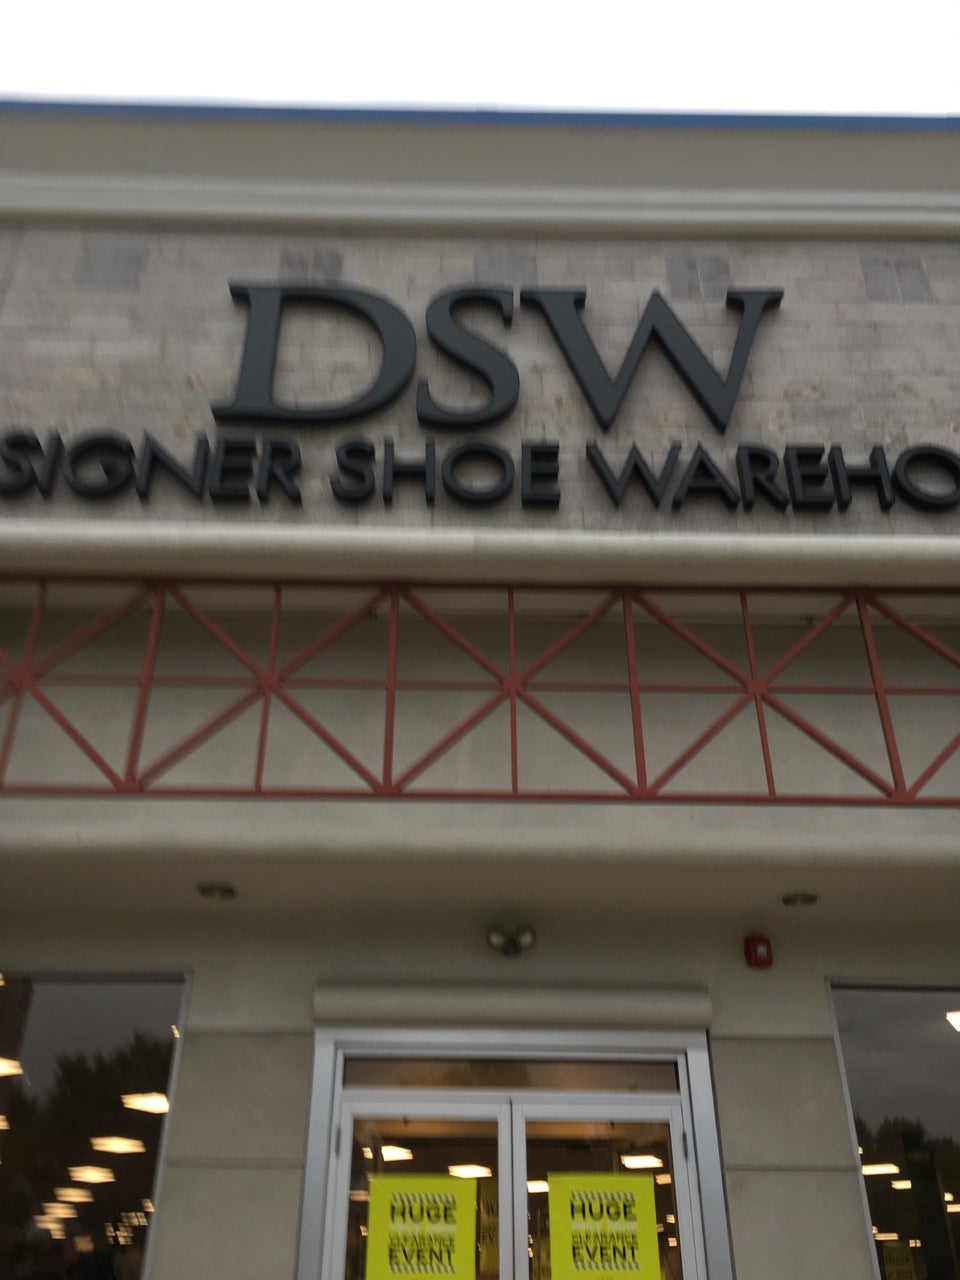 DSW
SIGNER SHOE WAREHO
HUGE
CLEARANCE
EVENT
HUGE
CLEARANCE
EVENT